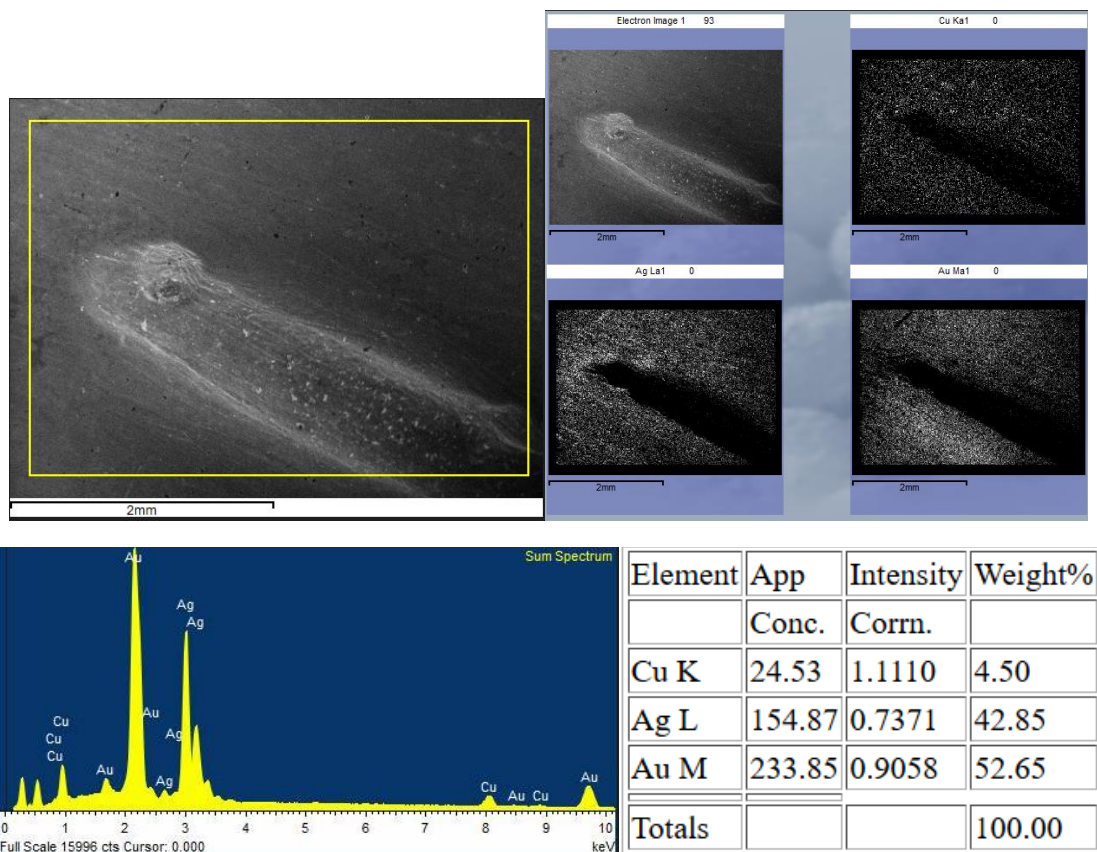 Electron Image 1 93
Cu Ka1 0
2mm
2mm
Ag La1 0
Au Ma1 0
2mm
2mm
2mm
Sum Spectrum
Au
Ag
Ag
Cu
Cu
Cu
Au
Au
Ag
Ag
Cu
Au
Cu
Au
0 1 2 3 4 5 6 7 8 9 10
Full Scale 15996 cts Cursor: 0.000 keV
Element App Intensity Weight%
Conc. Corrn.
Cu K 24.53 1.1110 4.50
Ag L 154.87 0.7371 42.85
Au M 233.85 0.9058 52.65
Totals 100.00